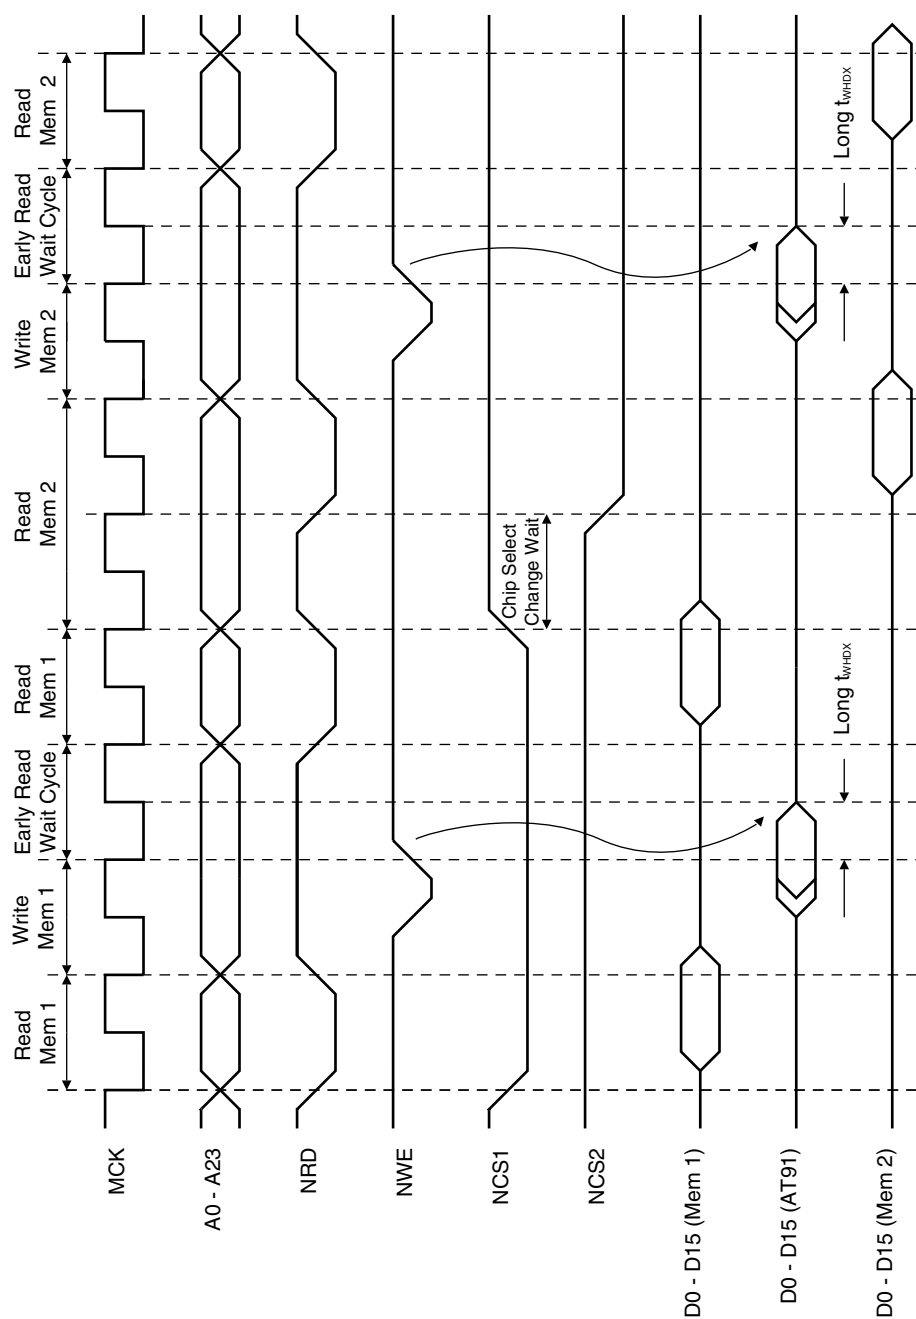 Read
Mem 1
Write
Mem 1
Early Read
Wait Cycle
Read
Mem 1
Read
Mem 2
Write
Mem 2
Early Read
Wait Cycle
Read
Mem 2
MCK
A0 - A23
NRD
NWE
NCS1
Chip Select
Change Wait
NCS2
D0 - D15 (Mem 1)
D0 - D15 (AT91)
Long tWHDX
Long tWHDX
D0 - D15 (Mem 2)